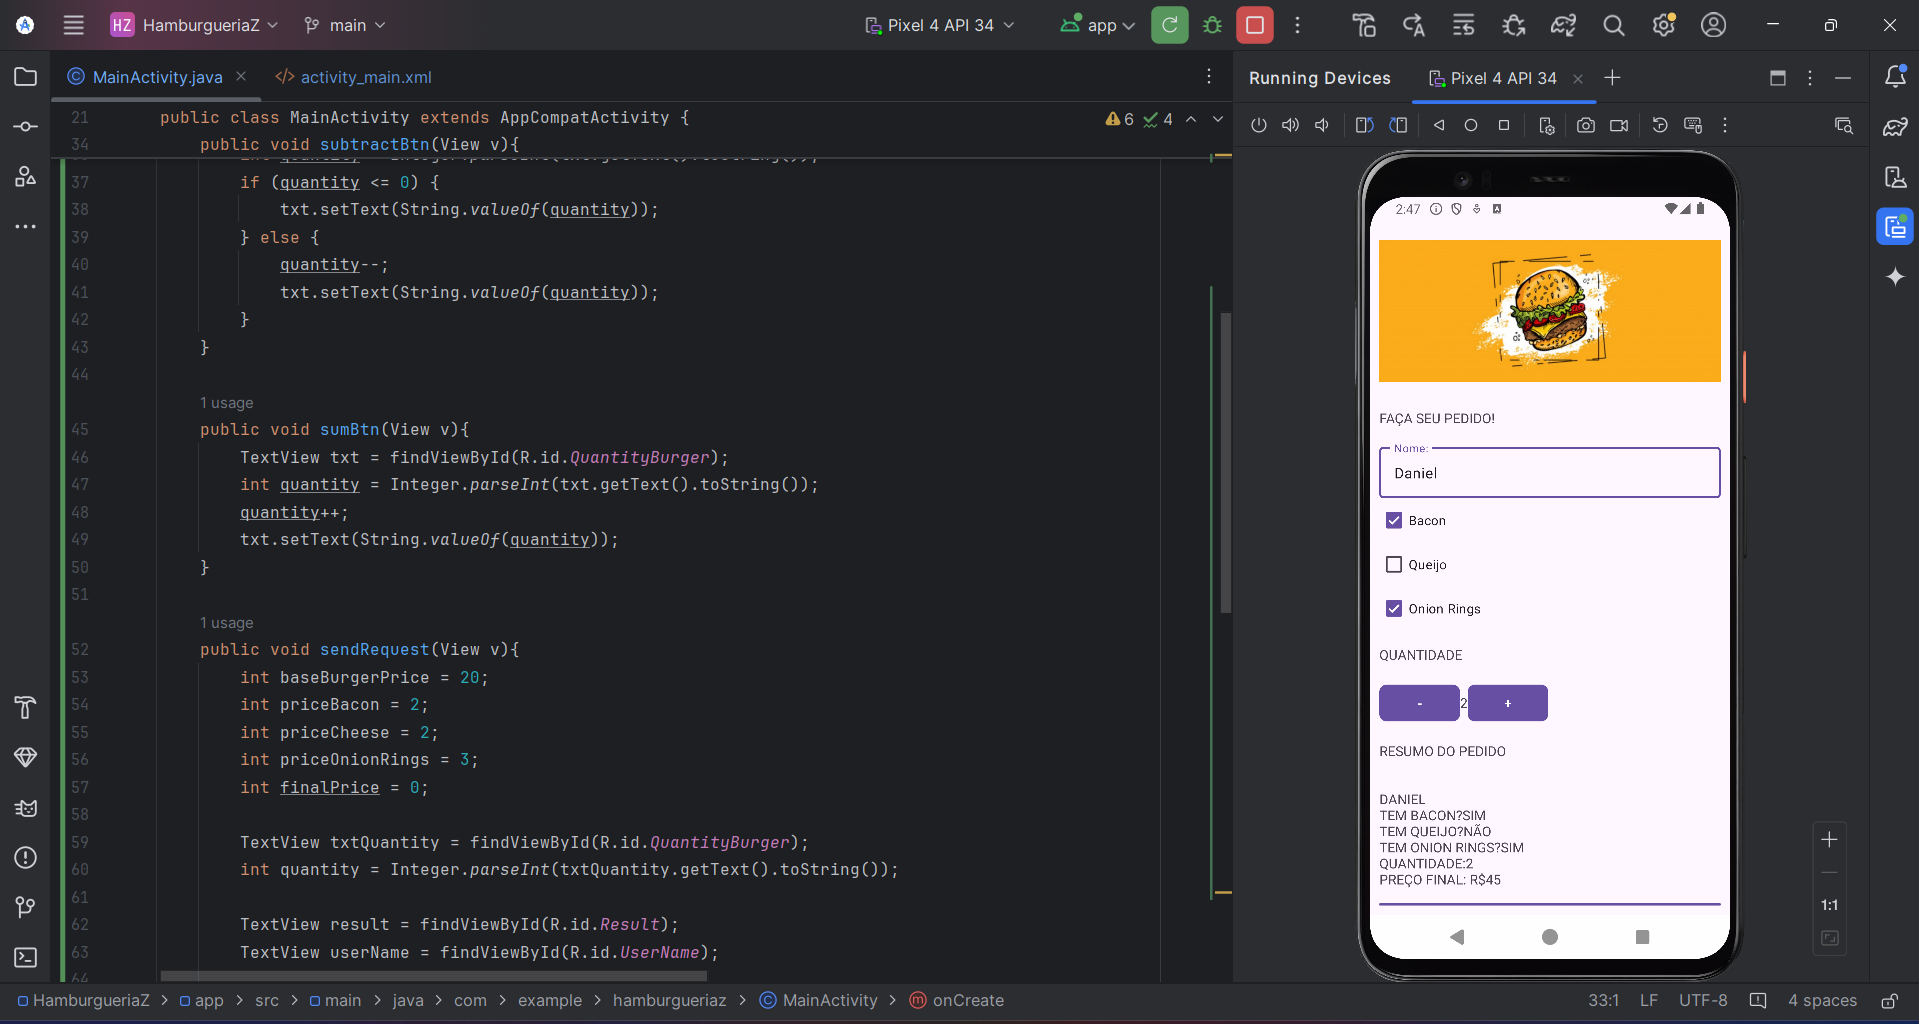 HZ HamburgueriaZ main Pixel 4 API 34 app
MainActivity.java activity_main.xml
21 public class MainActivity extends AppCompatActivity { 6 4
34 public void subtractBtn(View v){
37 if (quantity <= 0) {
38 txt.setText(String.valueOf(quantity));
39 } else {
40 quantity--;
41 txt.setText(String.valueOf(quantity));
42 }
43 }
44
1 usage
45 public void sumBtn(View v){
46 TextView txt = findViewById(R.id.QuantityBurger);
47 int quantity = Integer.parseInt(txt.getText().toString());
48 quantity++;
49 txt.setText(String.valueOf(quantity));
50 }
51
1 usage
52 public void sendRequest(View v){
53 int baseBurgerPrice = 20;
54 int priceBacon = 2;
55 int priceCheese = 2;
56 int priceOnionRings = 3;
57 int finalPrice = 0;
58
59 TextView txtQuantity = findViewById(R.id.QuantityBurger);
60 int quantity = Integer.parseInt(txtQuantity.getText().toString());
61
62 TextView result = findViewById(R.id.Result);
63 TextView userName = findViewById(R.id.UserName);
64
Running Devices Pixel 4 API 34
2:47
FAÇA SEU PEDIDO!
Nome:
Daniel
Bacon
Queijo
Onion Rings
QUANTIDADE
- 2 +
RESUMO DO PEDIDO
DANIEL
TEM BACON?SIM
TEM QUEIJO?NÃO
TEM ONION RINGS?SIM
QUANTIDADE:2
PREÇO FINAL: R$45
1:1
HamburgueriaZ > app > src > main > java > com > example > hamburgueriaz > MainActivity > onCreate
33:1 LF UTF-8 4 spaces